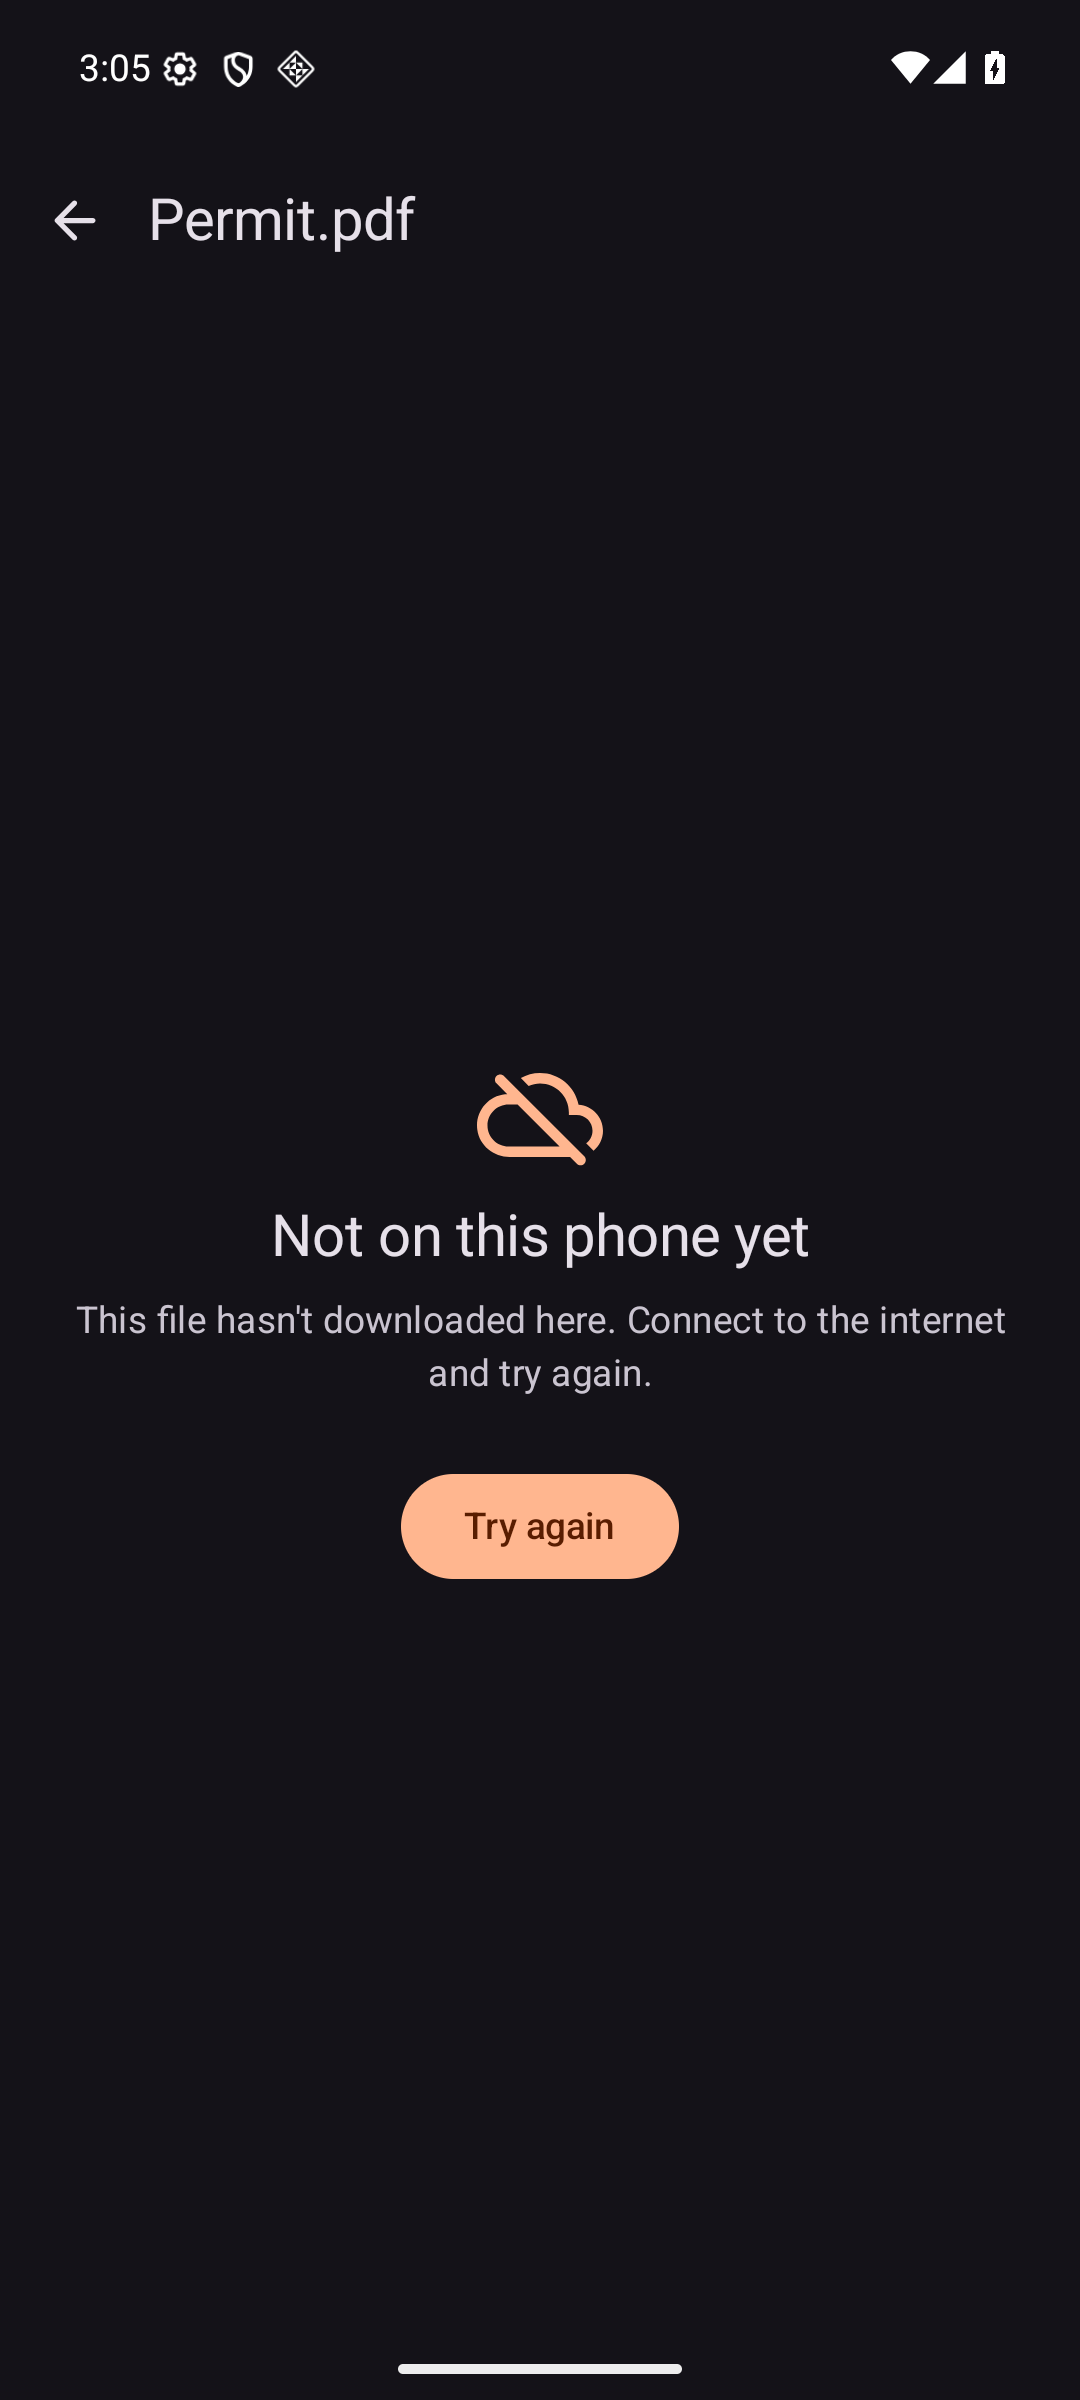 3:05
Permit.pdf
Not on this phone yet
This file hasn't downloaded here. Connect to the internet
and try again.
Try again